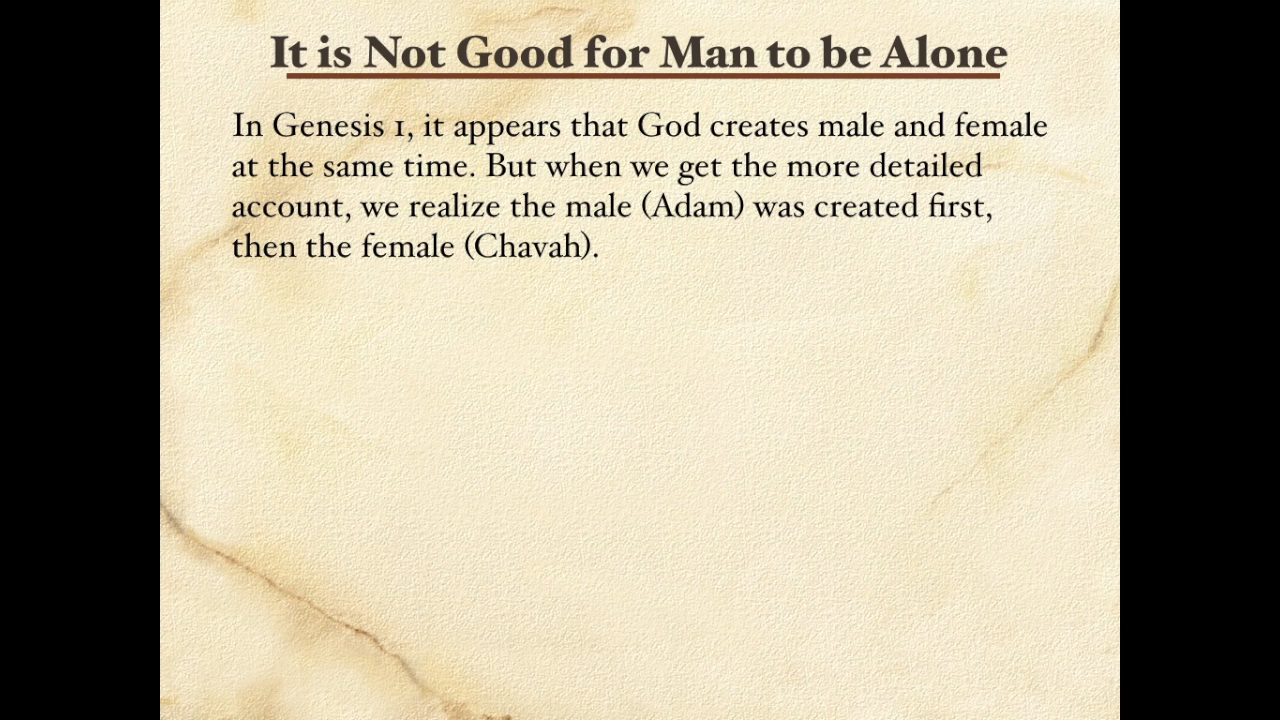 It is Not Good for Man to be Alone
In Genesis 1, it appears that God creates male and female
at the same time. But when we get the more detailed
account, we realize the male (Adam) was created first,
then the female (Chavah).